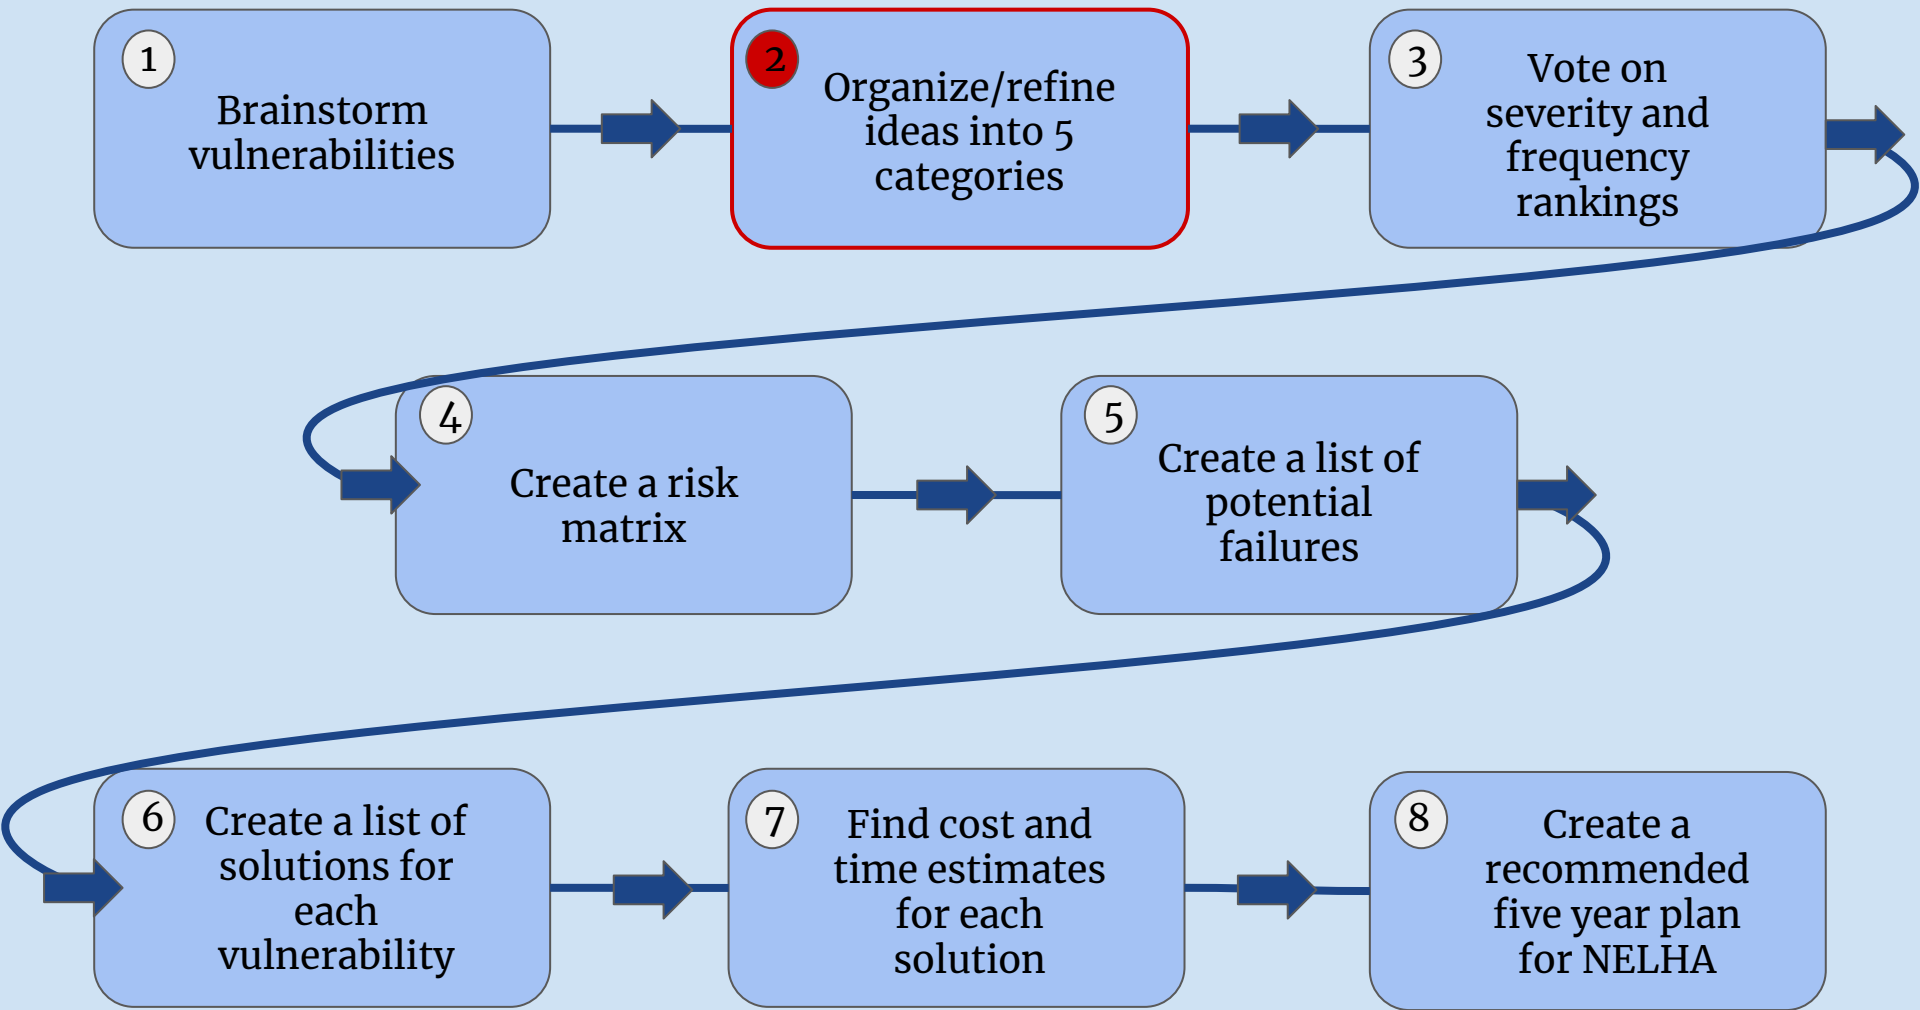 1
Brainstorm
vulnerabilities
2
Organize/refine
ideas into 5
categories
3
Vote on
severity and
frequency
rankings
4
Create a risk
matrix
5
Create a list of
potential
failures
6
Create a list of
solutions for
each
vulnerability
7
Find cost and
time estimates
for each
solution
8
Create a
recommended
five year plan
for NELHA